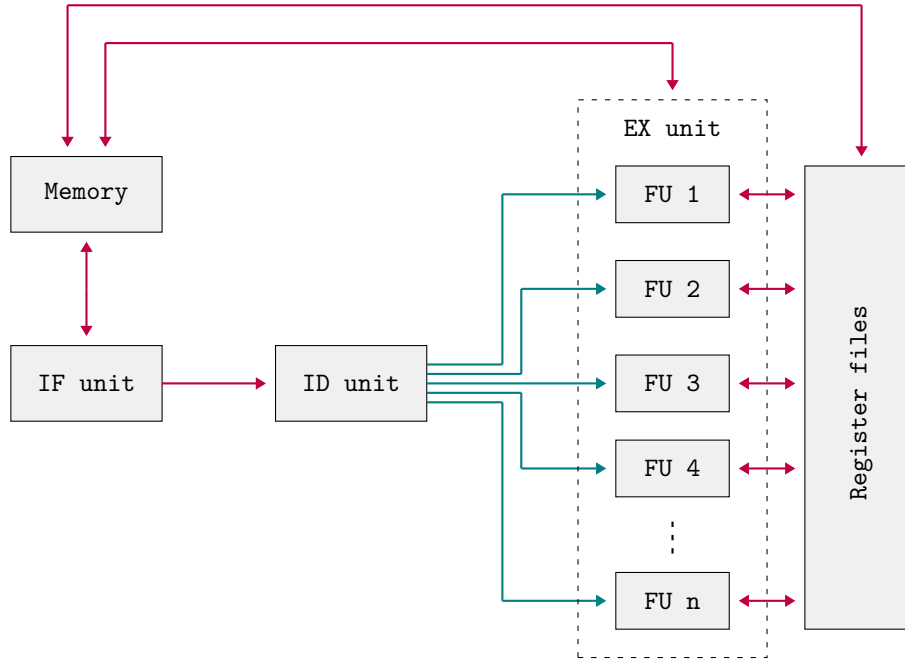 EX unit
Memory
FU 1
FU 2
IF unit
ID unit
FU 3
FU 4
FU n
Register files